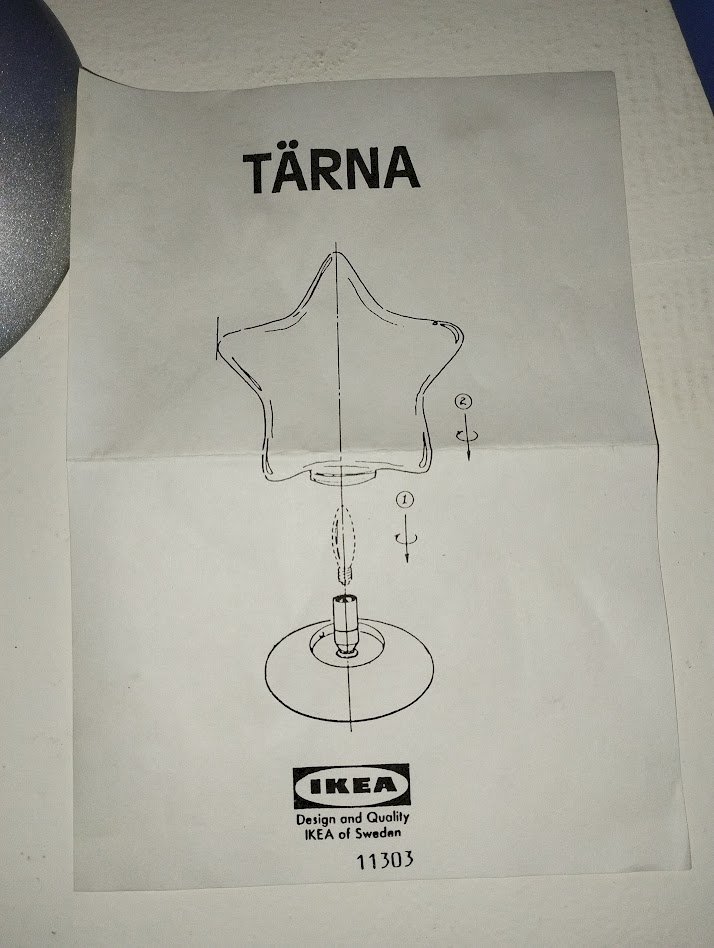 TÄRNA
2
1
IKEA
Design and Quality
IKEA of Sweden
11303